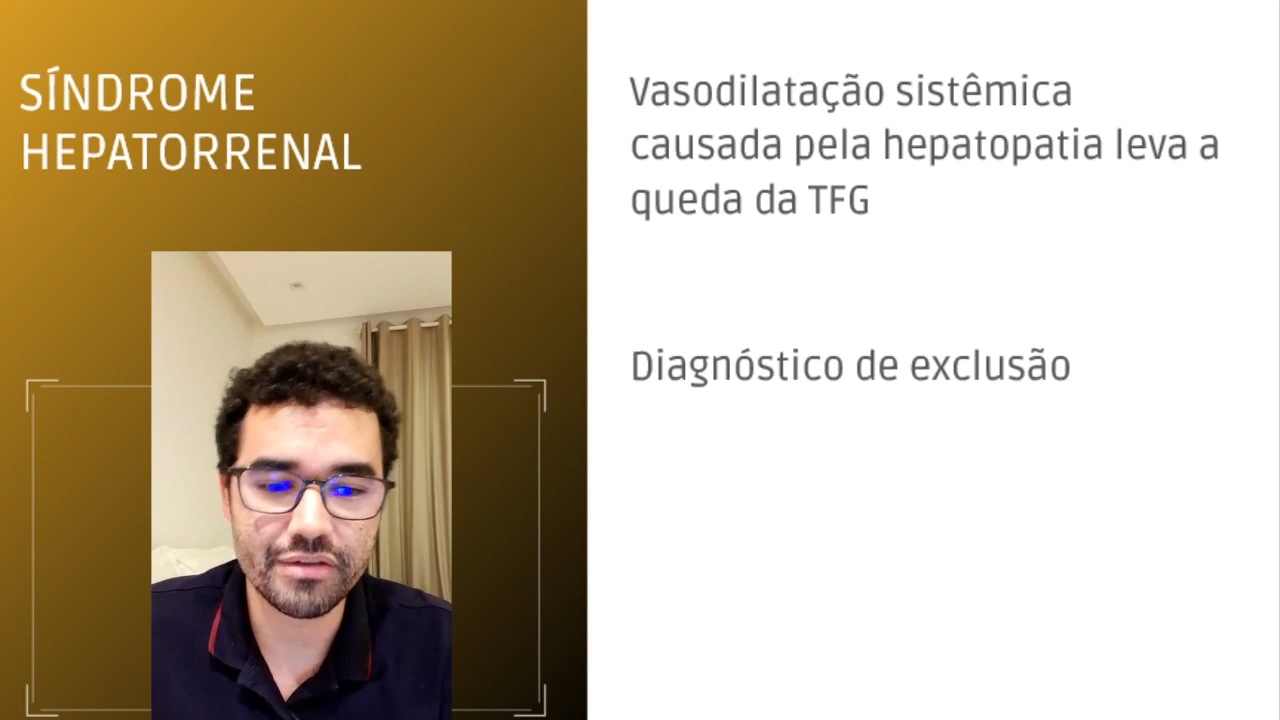 SÍNDROME
HEPATORRENAL
Vasodilatação sistêmica
causada pela hepatopatia leva a
queda da TFG
Diagnóstico de exclusão